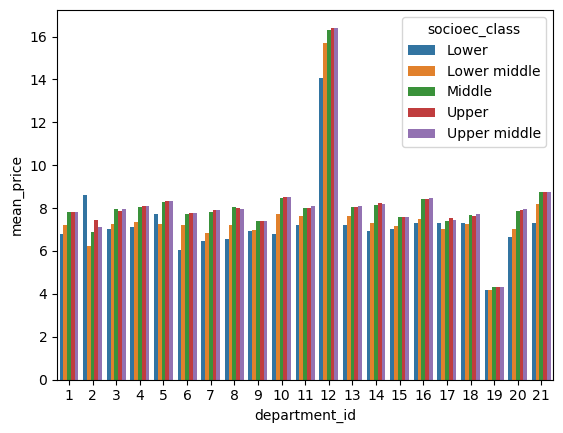 socioec_class
Lower
Lower middle
Middle
Upper
Upper middle
mean_price
16
14
12
10
8
6
4
2
0
1 2 3 4 5 6 7 8 9 10 11 12 13 14 15 16 17 18 19 20 21
department_id